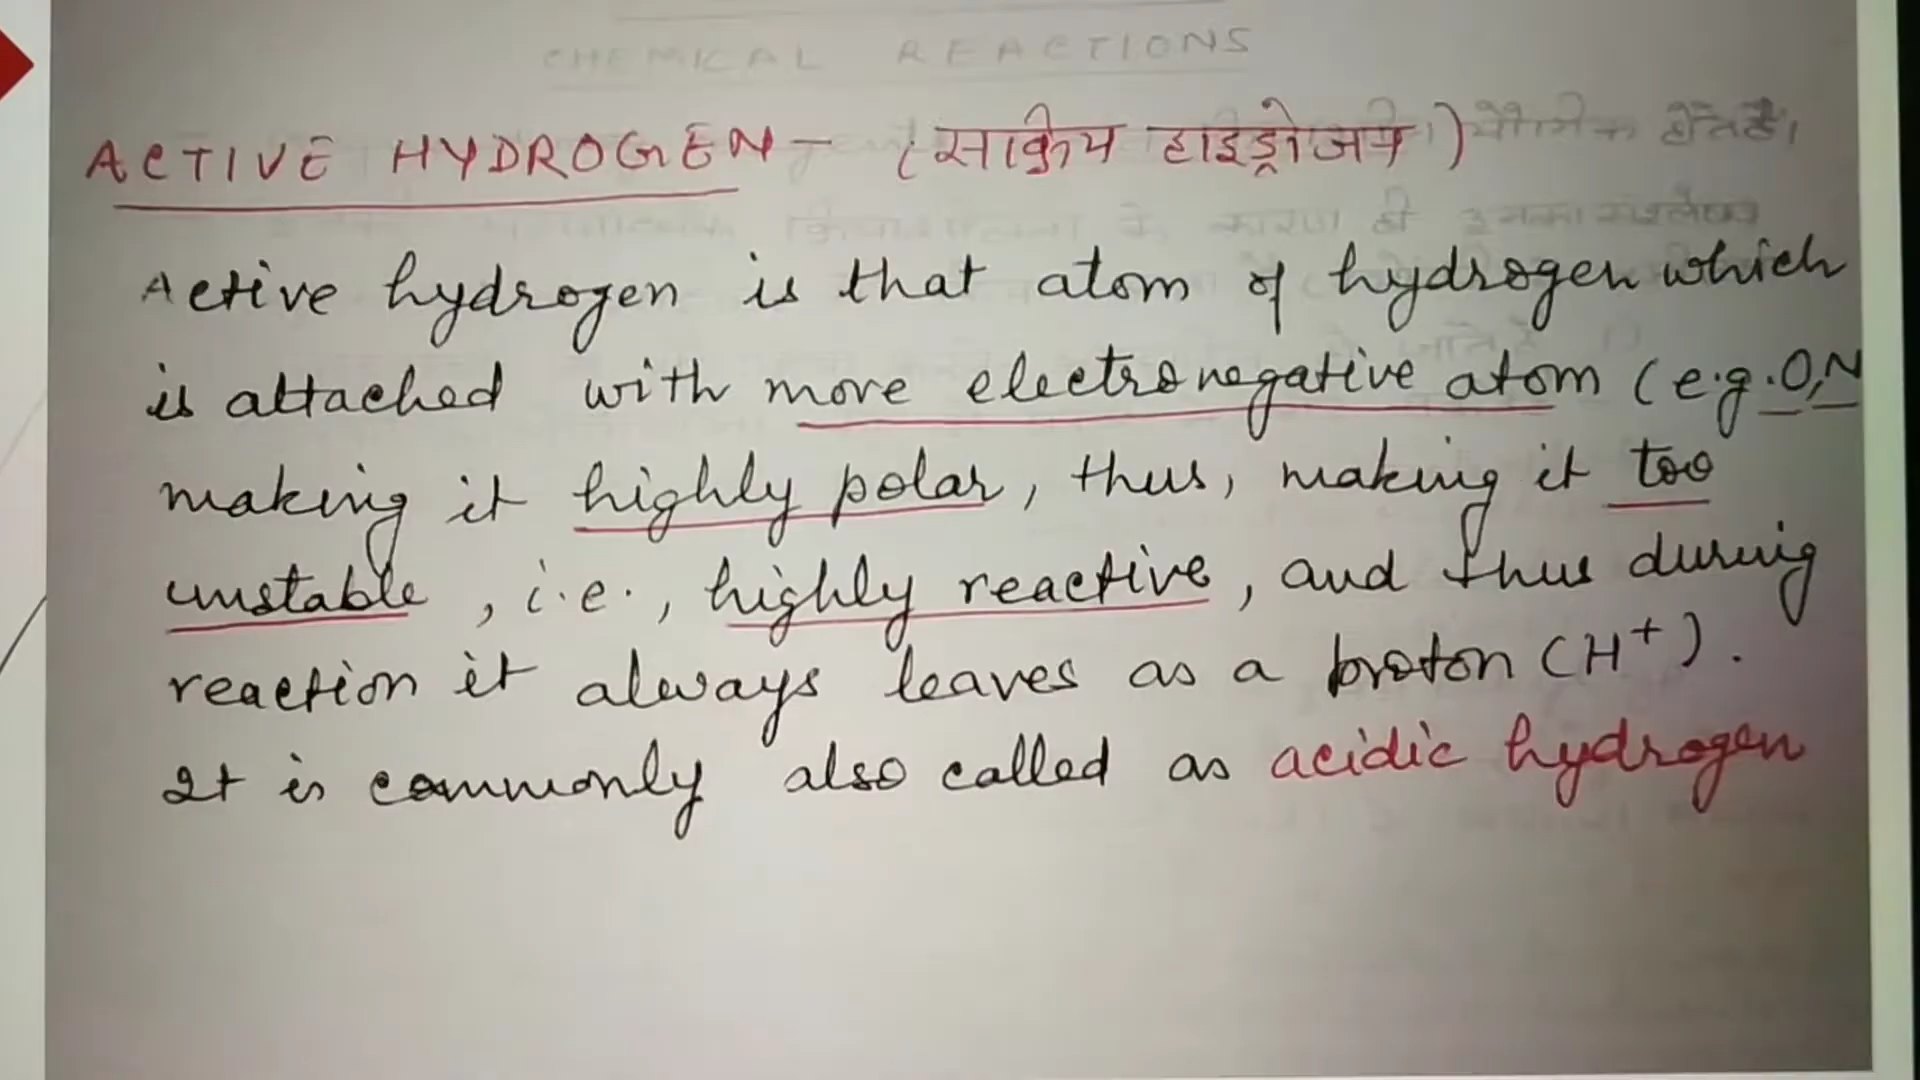 CHEMICAL REACTIONS
ACTIVE HYDROGEN - (सक्रिय हाइड्रोजन)
Active hydrogen is that atom of hydrogen which
is attached with more electronegative atom (e.g. O, N
making it highly polar, thus, making it too
unstable, i.e., highly reactive, and thus during
reaction it always leaves as a proton (H+).
It is commonly also called as acidic hydrogen